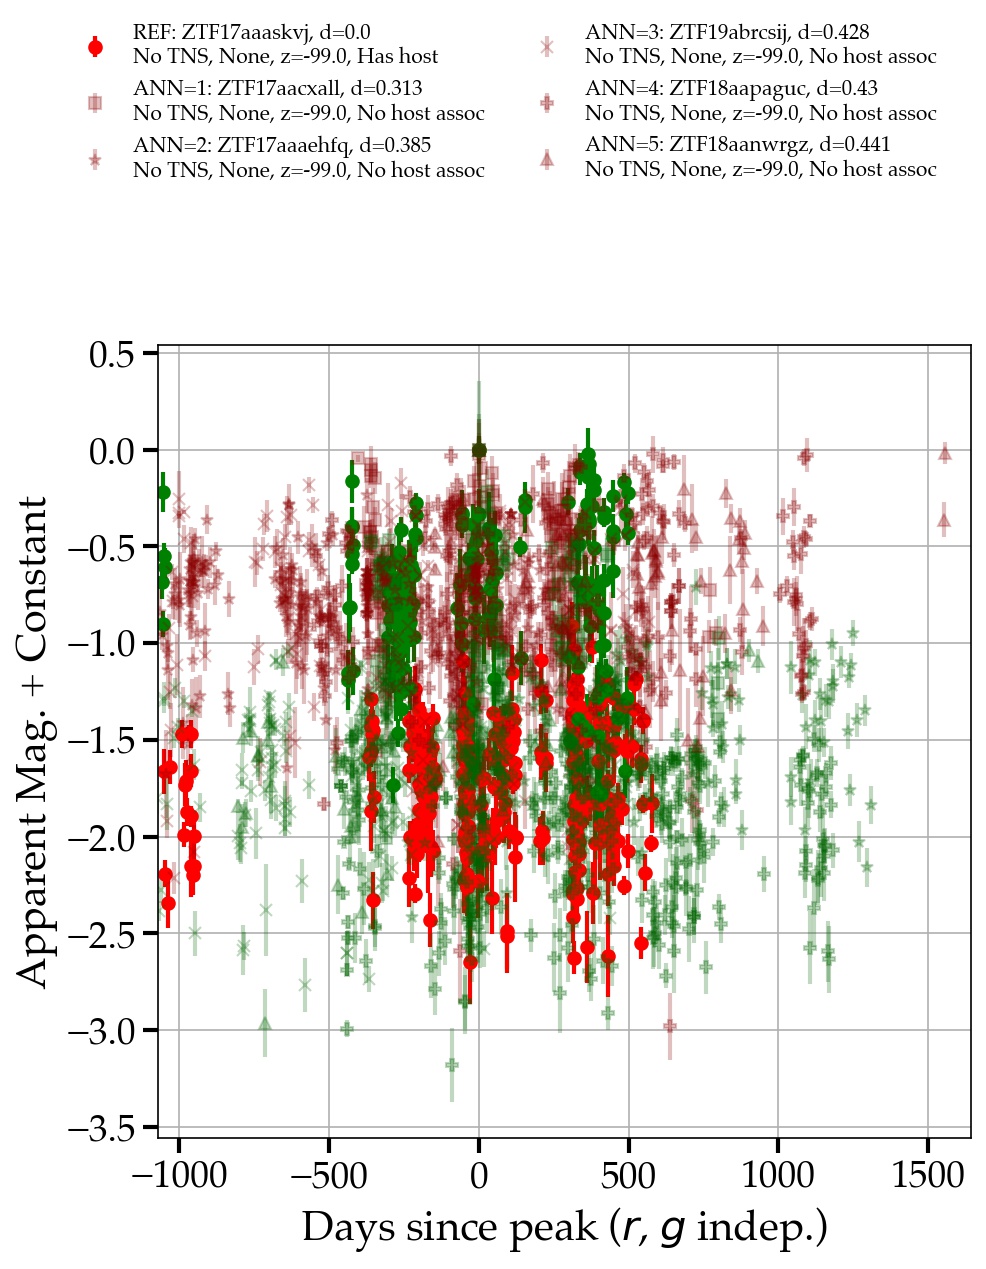 REF: ZTF17aaaskvj, d=0.0
No TNS, None, z=-99.0, Has host
ANN=1: ZTF17aacxall, d=0.313
No TNS, None, z=-99.0, No host assoc
ANN=2: ZTF17aaaehfq, d=0.385
No TNS, None, z=-99.0, No host assoc
ANN=3: ZTF19abrcsij, d=0.428
No TNS, None, z=-99.0, No host assoc
ANN=4: ZTF18aapaguc, d=0.43
No TNS, None, z=-99.0, No host assoc
ANN=5: ZTF18aanwrgz, d=0.441
No TNS, None, z=-99.0, No host assoc
Apparent Mag. + Constant
0.5
0.0
−0.5
−1.0
−1.5
−2.0
−2.5
−3.0
−3.5
−1000
−500
0
500
1000
1500
Days since peak (r, g indep.)